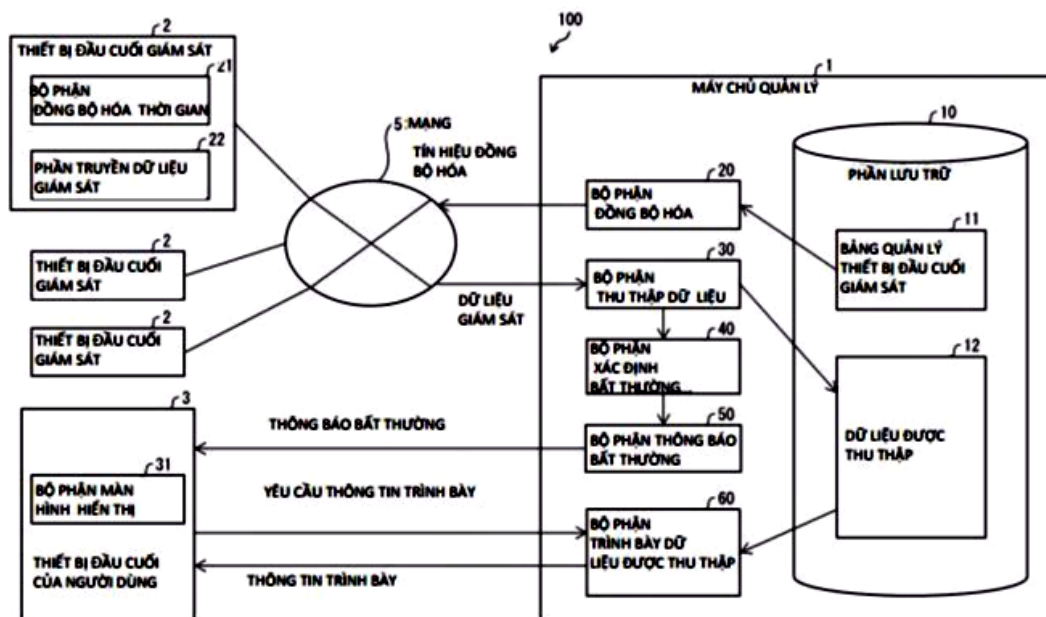 100
2
THIẾT BỊ ĐẦU CUỐI GIÁM SÁT
21
BỘ PHẬN
ĐỒNG BỘ HÓA THỜI GIAN
22
PHẦN TRUYỀN DỮ LIỆU
GIÁM SÁT
2
THIẾT BỊ ĐẦU CUỐI
GIÁM SÁT
2
THIẾT BỊ ĐẦU CUỐI
GIÁM SÁT
3
31
BỘ PHẬN MÀN
HÌNH HIỂN THỊ
THIẾT BỊ ĐẦU CUỐI
CỦA NGƯỜI DÙNG
5:MẠNG
TÍN HIỆU ĐỒNG
BỘ HÓA
DỮ LIỆU
GIÁM SÁT
THÔNG BÁO BẤT THƯỜNG
YÊU CẦU THÔNG TIN TRÌNH BÀY
THÔNG TIN TRÌNH BÀY
1
MÁY CHỦ QUẢN LÝ
20
BỘ PHẬN
ĐỒNG BỘ HÓA
30
BỘ PHẬN
THU THẬP DỮ LIỆU
40
BỘ PHẬN
XÁC ĐỊNH
BẤT THƯỜNG...
50
BỘ PHẬN THÔNG BÁO
BẤT THƯỜNG
60
BỘ PHẬN
TRÌNH BÀY DỮ
LIỆU ĐƯỢC THU THẬP
10
PHẦN LƯU TRỮ
11
BẢNG QUẢN LÝ
THIẾT BỊ ĐẦU CUỐI
GIÁM SÁT
12
DỮ LIỆU ĐƯỢC
THU THẬP